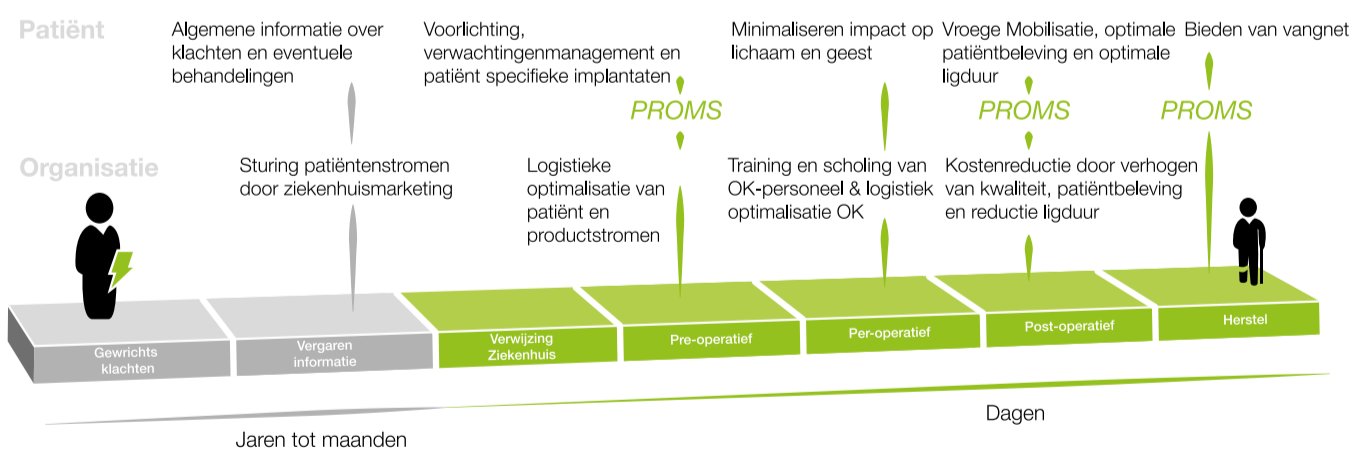 Patiënt
Algemene informatie over
klachten en eventuele
behandelingen
Voorlichting,
verwachtingenmanagement en
patiënt specifieke implantaten
Minimaliseren impact op
lichaam en geest
Vroege Mobilisatie, optimale
patiëntbeleving en optimale
ligduur
Bieden van vangnet
PROMS
PROMS
PROMS
Organisatie
Sturing patiëntenstromen
door ziekenhuismarketing
Logistieke
optimalisatie van
patiënt en
productstromen
Training en scholing van
OK-personeel & logistiek
optimalisatie OK
Kostenreductie door verhogen
van kwaliteit, patiëntbeleving
en reductie ligduur
Gewrichts
klachten
Vergaren
informatie
Verwijzing
Ziekenhuis
Pre-operatief
Per-operatief
Post-operatief
Herstel
Jaren tot maanden
Dagen